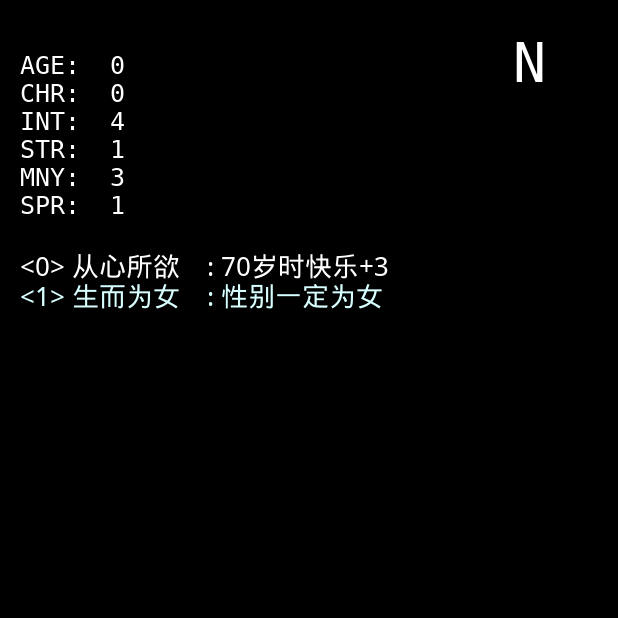 N
AGE: 0
CHR: 0
INT: 4
STR: 1
MNY: 3
SPR: 1
<0> 从心所欲 : 70岁时快乐+3
<1> 生而为女 : 性别一定为女